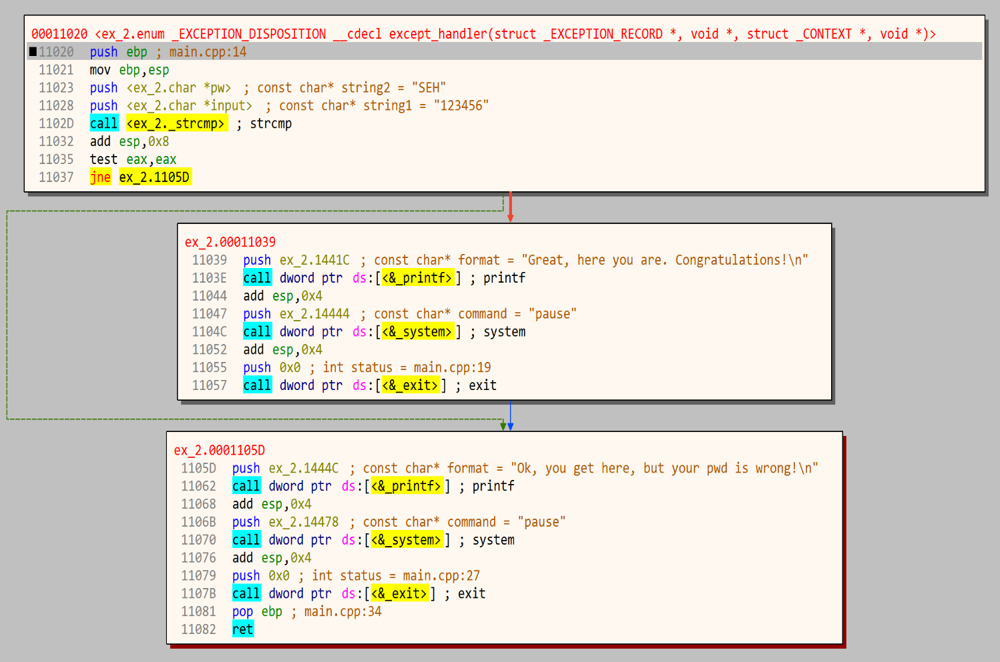 00011020 <ex_2.enum _EXCEPTION_DISPOSITION __cdecl except_handler(struct _EXCEPTION_RECORD *, void *, struct _CONTEXT *, void *)>
11020 push ebp ; main.cpp:14
11021 mov ebp,esp
11023 push <ex_2.char *pw> ; const char* string2 = "SEH"
11028 push <ex_2.char *input> ; const char* string1 = "123456"
1102D call <ex_2._strcmp> ; strcmp
11032 add esp,0x8
11035 test eax,eax
11037 jne ex_2.1105D
ex_2.00011039
11039 push ex_2.1441C ; const char* format = "Great, here you are. Congratulations!\n"
1103E call dword ptr ds:[<&_printf>] ; printf
11044 add esp,0x4
11047 push ex_2.14444 ; const char* command = "pause"
1104C call dword ptr ds:[<&_system>] ; system
11052 add esp,0x4
11055 push 0x0 ; int status = main.cpp:19
11057 call dword ptr ds:[<&_exit>] ; exit
ex_2.0001105D
1105D push ex_2.1444C ; const char* format = "Ok, you get here, but your pwd is wrong!\n"
11062 call dword ptr ds:[<&_printf>] ; printf
11068 add esp,0x4
1106B push ex_2.14478 ; const char* command = "pause"
11070 call dword ptr ds:[<&_system>] ; system
11076 add esp,0x4
11079 push 0x0 ; int status = main.cpp:27
1107B call dword ptr ds:[<&_exit>] ; exit
11081 pop ebp ; main.cpp:34
11082 ret